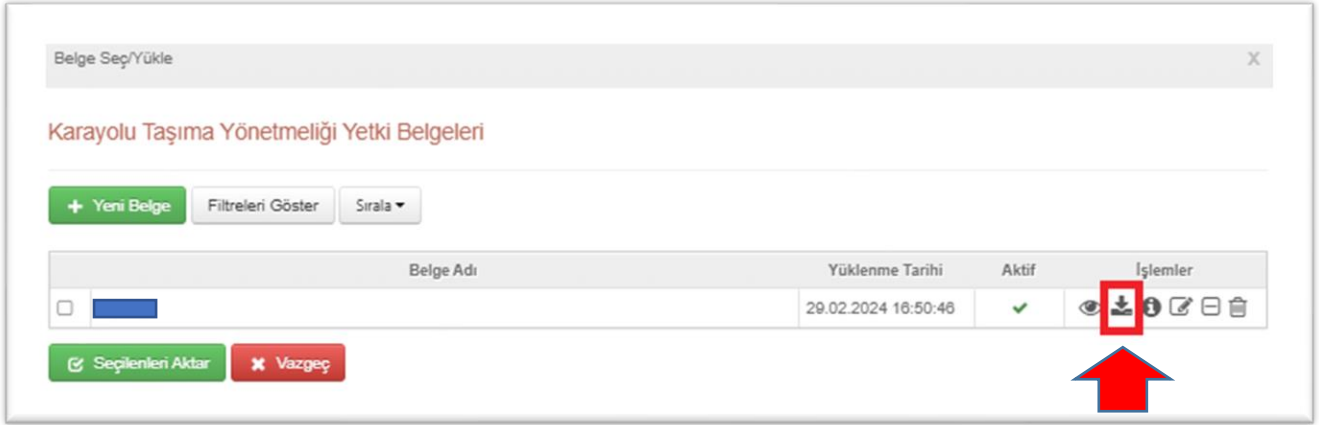 Belge Seç/Yükle X
Karayolu Taşıma Yönetmeliği Yetki Belgeleri
+ Yeni Belge Filtreleri Göster Sırala
Belge Adı Yüklenme Tarihi Aktif İşlemler
29.02.2024 16:50:46
Seçilenleri Aktar Vazgeç